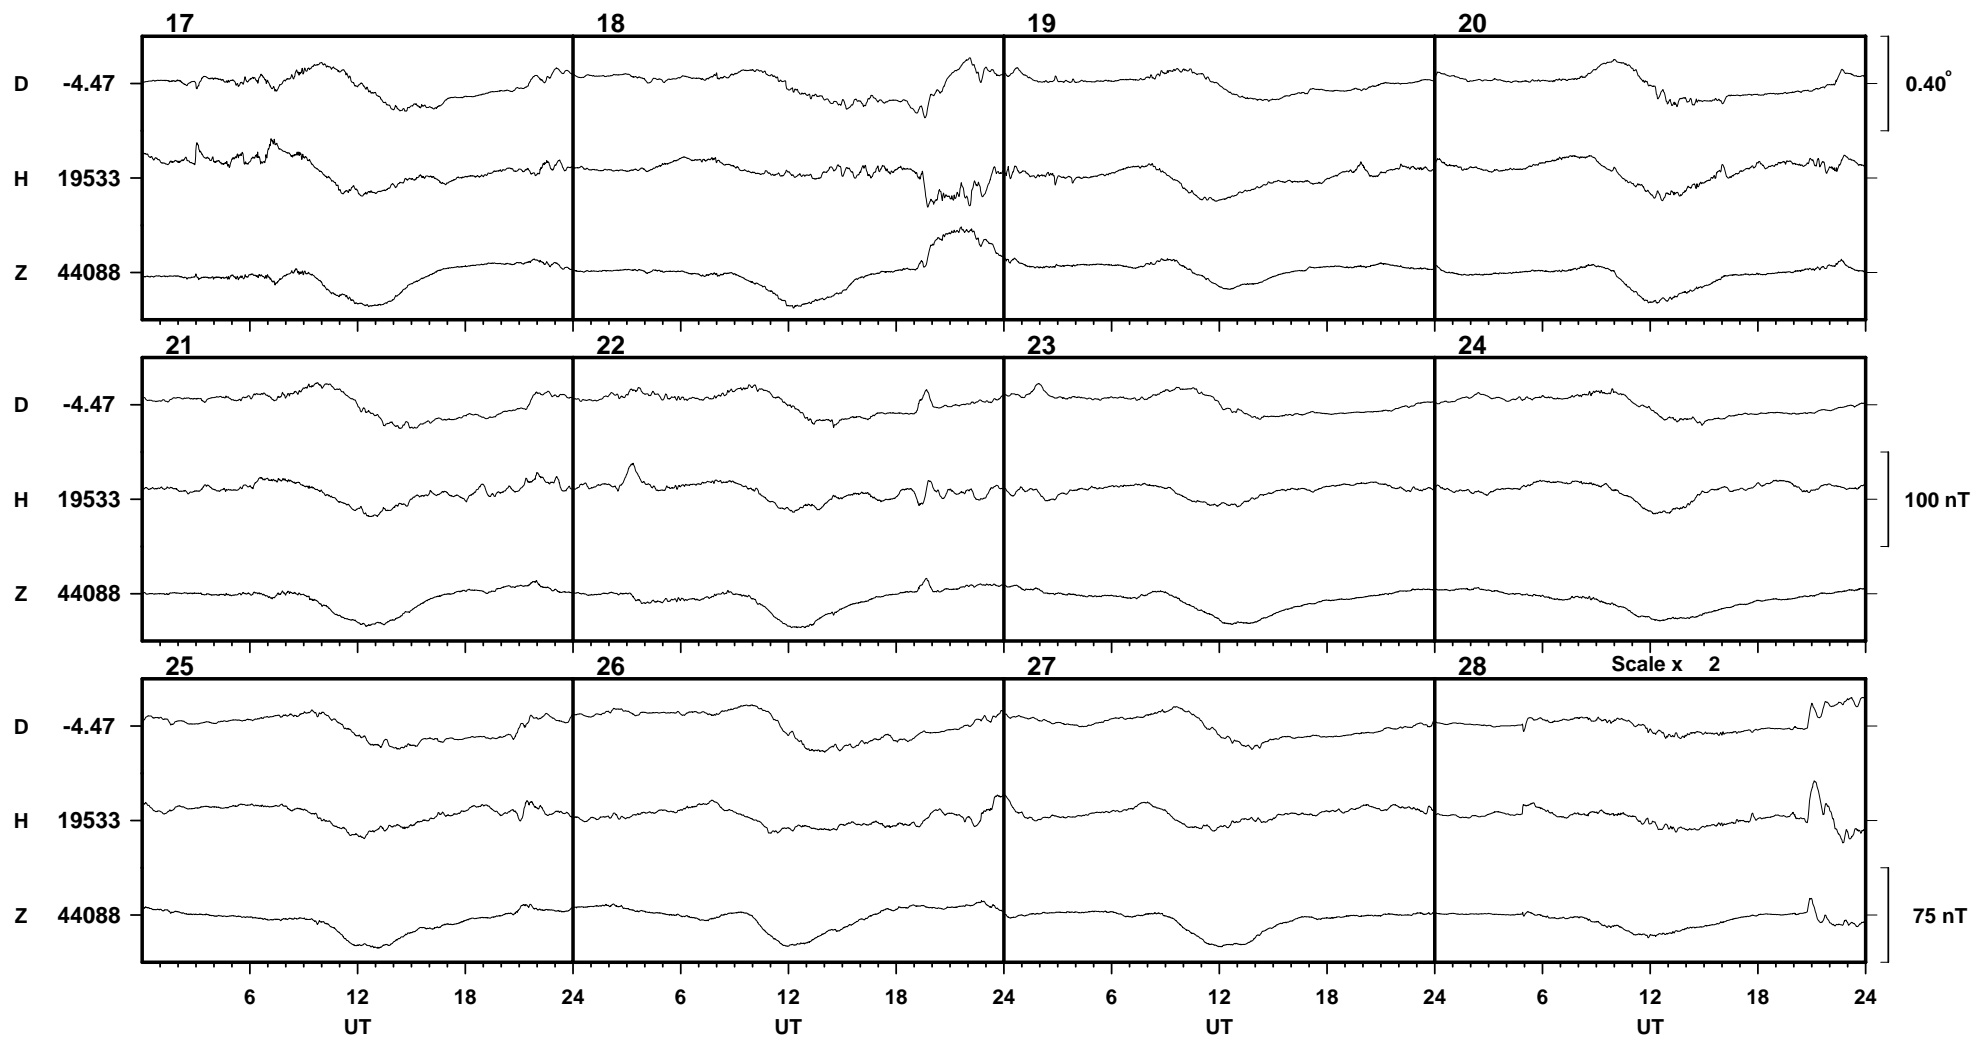 17 18 19 20
D -4.47 0.40°
H 19533
Z 44088
21 22 23 24
D -4.47
H 19533 100 nT
Z 44088
25 26 27 28 Scale x 2
D -4.47
H 19533
Z 44088 75 nT
6 12 18 24 6 12 18 24 6 12 18 24 6 12 18 24
UT UT UT UT